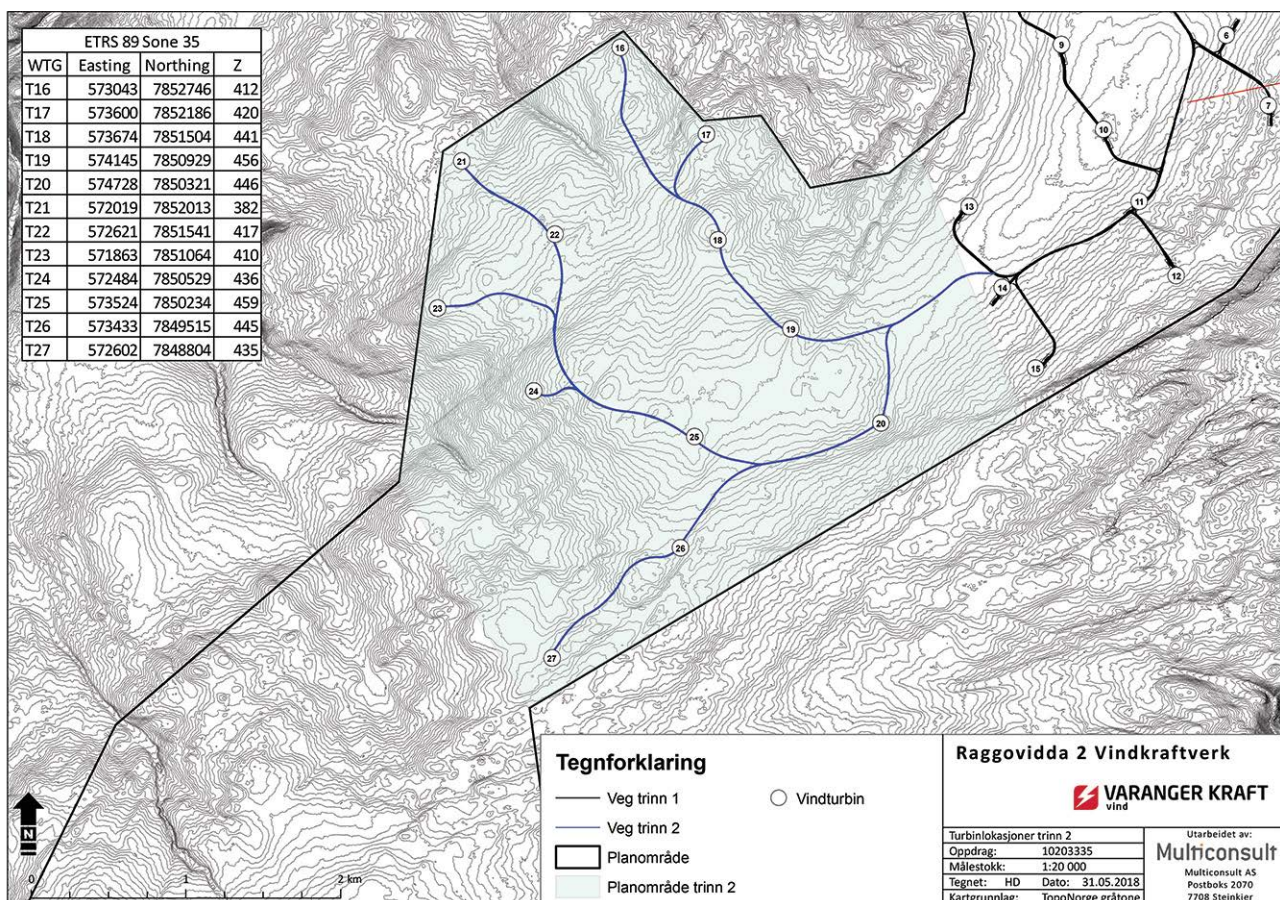 ETRS 89 Sone 35
WTG Easting Northing Z
T16 573043 7852746 412
T17 573600 7852186 420
T18 573674 7851504 441
T19 574145 7850929 456
T20 574728 7850321 446
T21 572019 7852013 382
T22 572621 7851541 417
T23 571863 7851064 410
T24 572484 7850529 436
T25 573524 7850234 459
T26 573433 7849515 445
T27 572602 7848804 435
6
9
16
7
10
17
21
11
13
22
18
12
14
23
19
15
24
20
25
26
27
N
0 1 2 km
Tegnforklaring
Veg trinn 1
Vindturbin
Veg trinn 2
Planområde
Planområde trinn 2
Raggovidda 2 Vindkraftverk
VARANGER KRAFT
vind
Turbinlokasjoner trinn 2
Oppdrag: 10203335
Målestokk: 1:20 000
Tegnet: HD Dato: 31.05.2018
Kartgrunnlag: TopoNorge gråtone
Utarbeidet av:
Multiconsult
Multiconsult AS
Postboks 2070
7708 Steinkjer